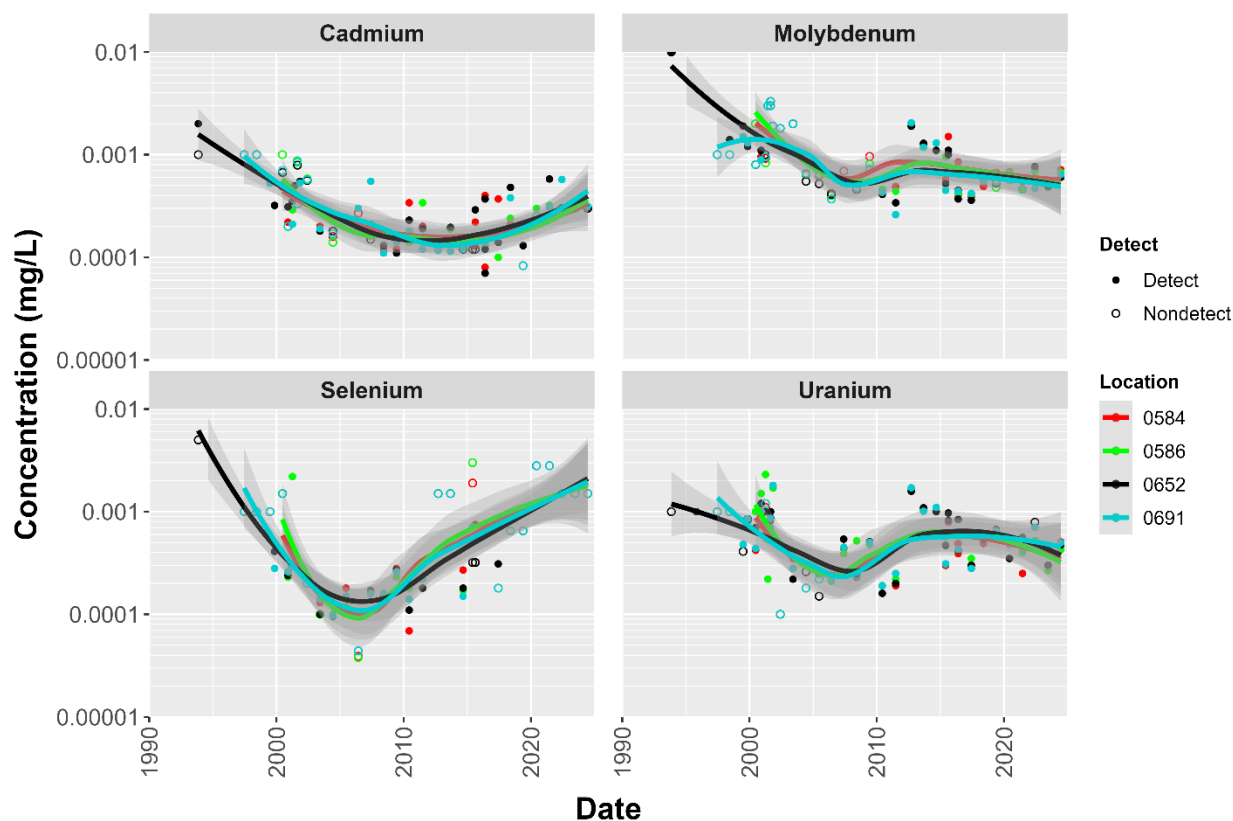 Cadmium
Molybdenum
0.01
0.001
0.0001
0.00001
Selenium
Uranium
0.01
0.001
0.0001
0.00001
1990
2000
2010
2020
1990
2000
2010
2020
Concentration (mg/L)
Date
Detect
Detect
Nondetect
Location
0584
0586
0652
0691